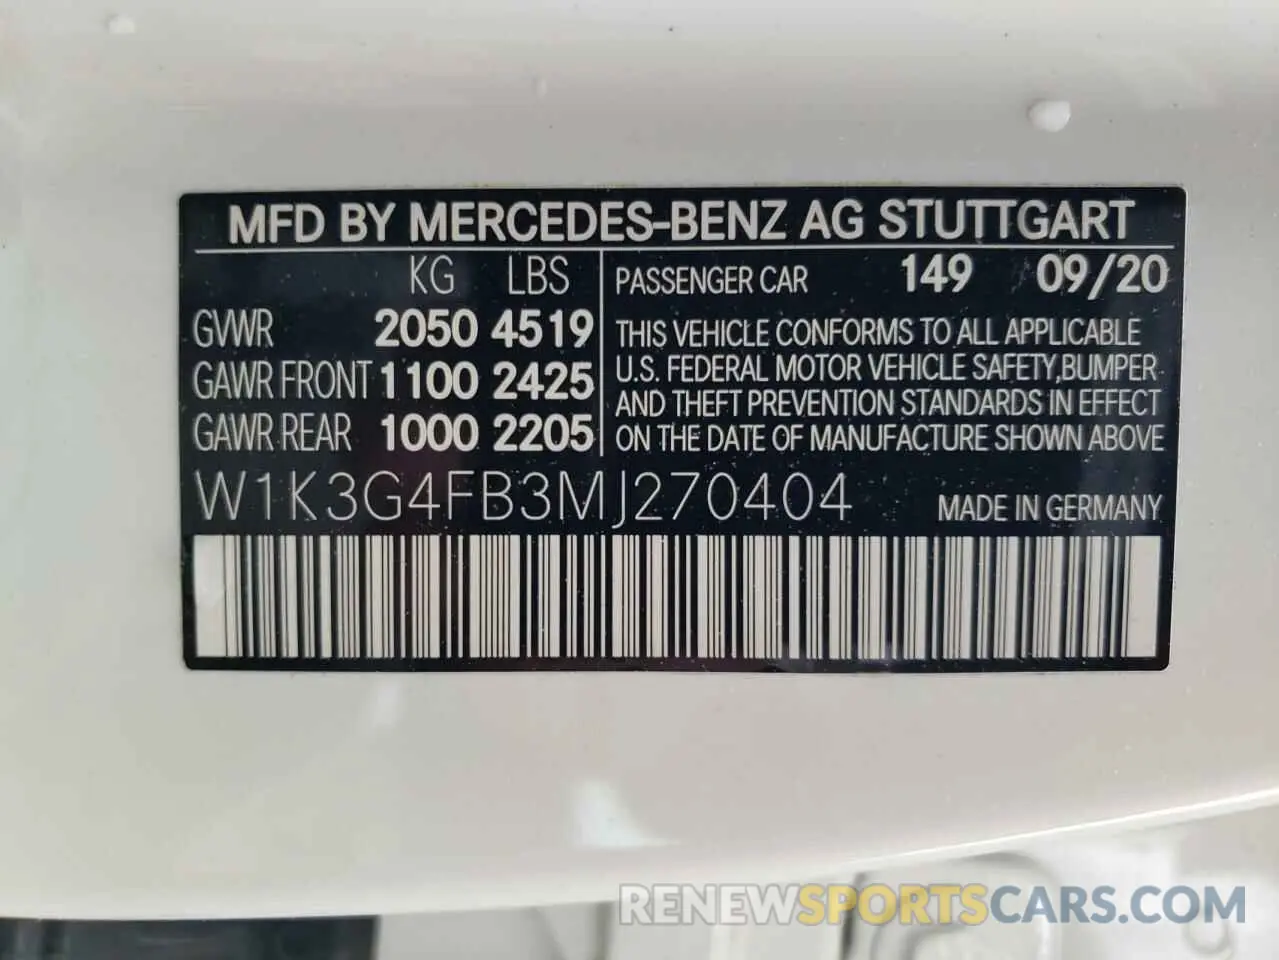 MFD BY MERCEDES-BENZ AG STUTTGART
KG LBS
GVWR 2050 4519
GAWR FRONT 1100 2425
GAWR REAR 1000 2205
PASSENGER CAR 149 09/20
THIS VEHICLE CONFORMS TO ALL APPLICABLE
U.S. FEDERAL MOTOR VEHICLE SAFETY, BUMPER
AND THEFT PREVENTION STANDARDS IN EFFECT
ON THE DATE OF MANUFACTURE SHOWN ABOVE
W1K3G4FB3MJ270404
MADE IN GERMANY
RENEWSPORTSCARS.COM